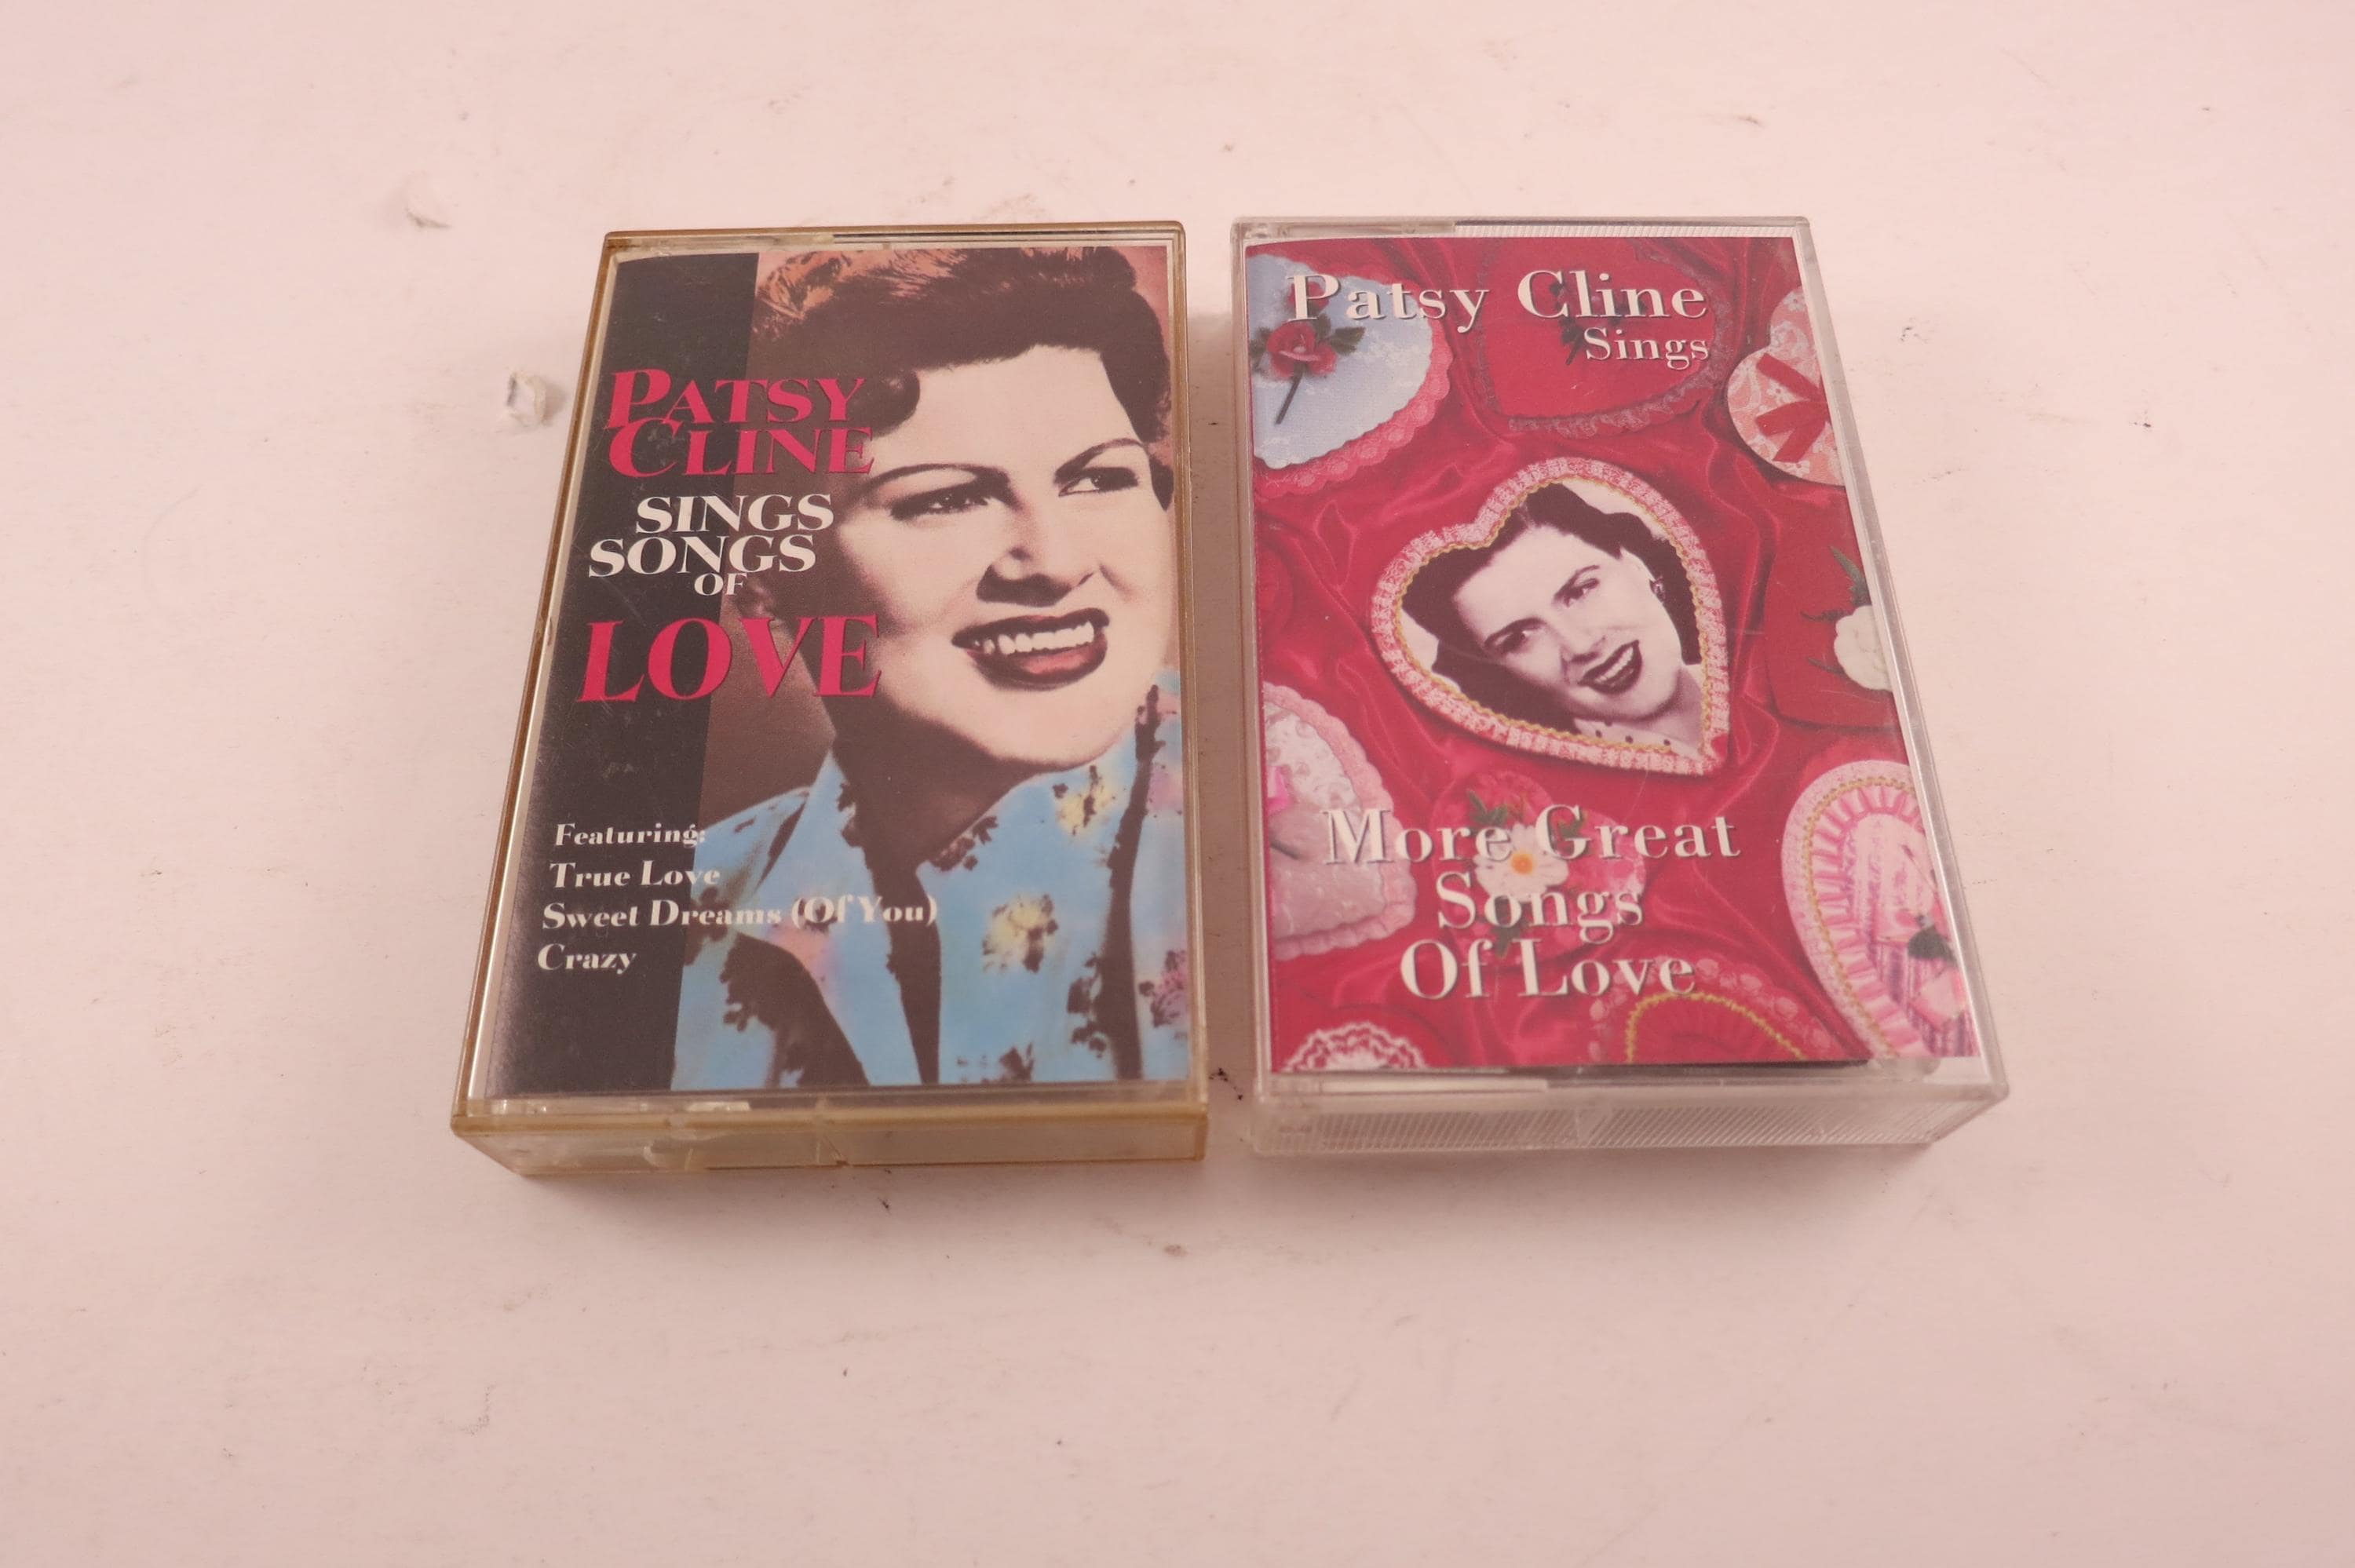 PATSY
CLINE
SINGS
SONGS
OF
LOVE
Featuring:
True Love
Sweet Dreams (Of You)
Crazy
Patsy Cline
Sings
More Great
Songs
Of Love